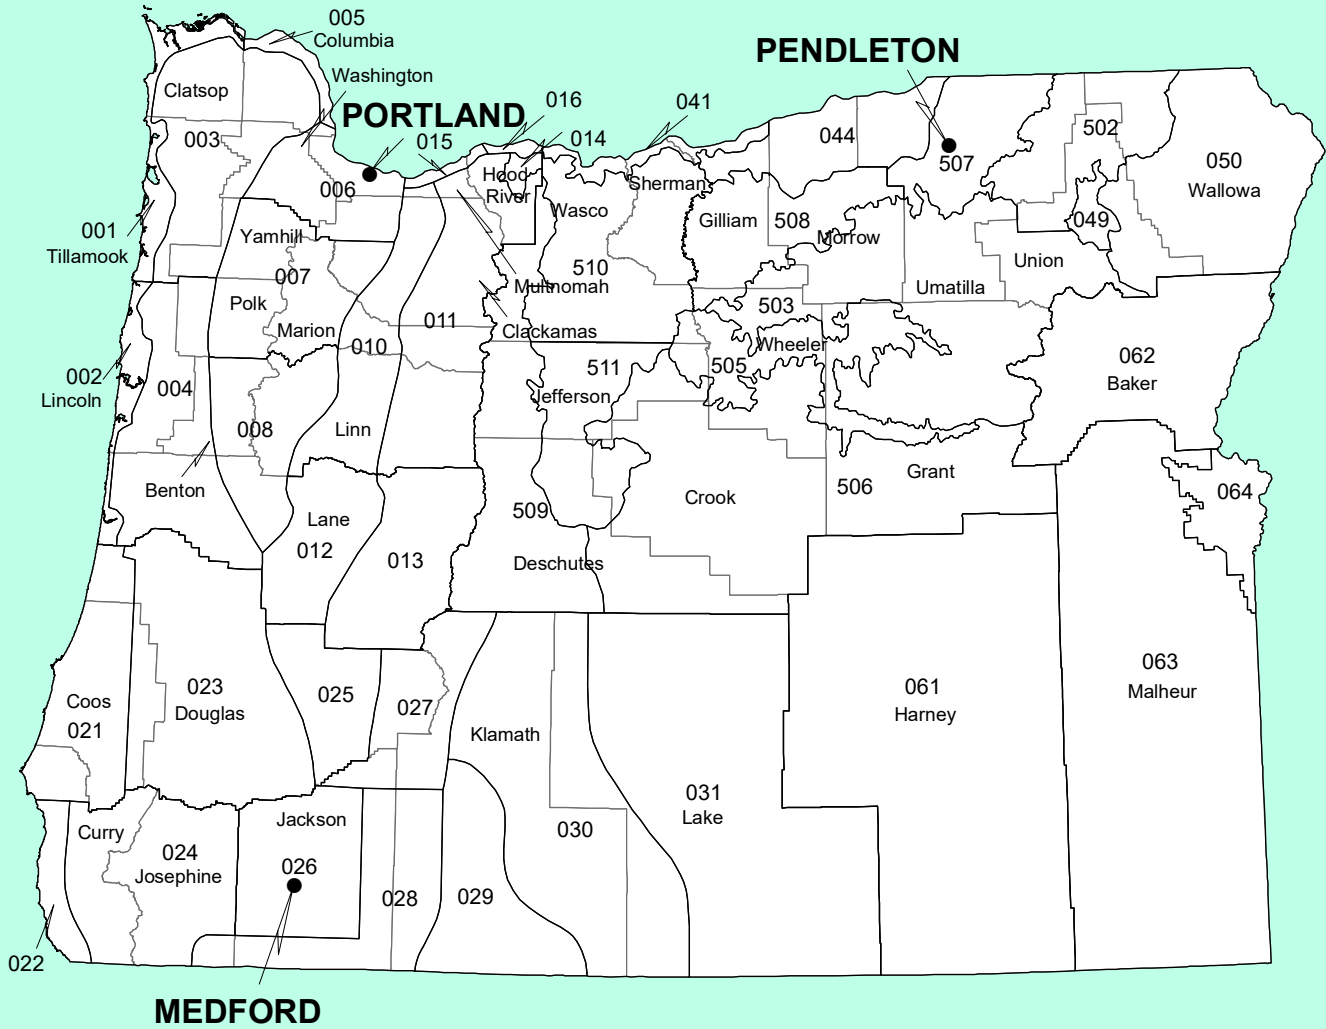 005
Columbia
Washington
PENDLETON
Clatsop
PORTLAND
016
041
003
015
014
044
502
507
050
Wallowa
Hood
River
006
Sherman
Wasco
001
Tillamook
Yamhill
Gilliam
508
Morrow
049
Union
007
510
Multnomah
Umatilla
Polk
Marion
011
503
Clackamas
010
Wheeler
002
Lincoln
004
511
505
062
Baker
Jefferson
008
Linn
Benton
Crook
Grant
506
064
Lane
012
509
013
Deschutes
063
Malheur
Coos
021
023
Douglas
025
027
061
Harney
Klamath
031
Lake
Curry
Jackson
030
024
Josephine
026
028
029
022
MEDFORD